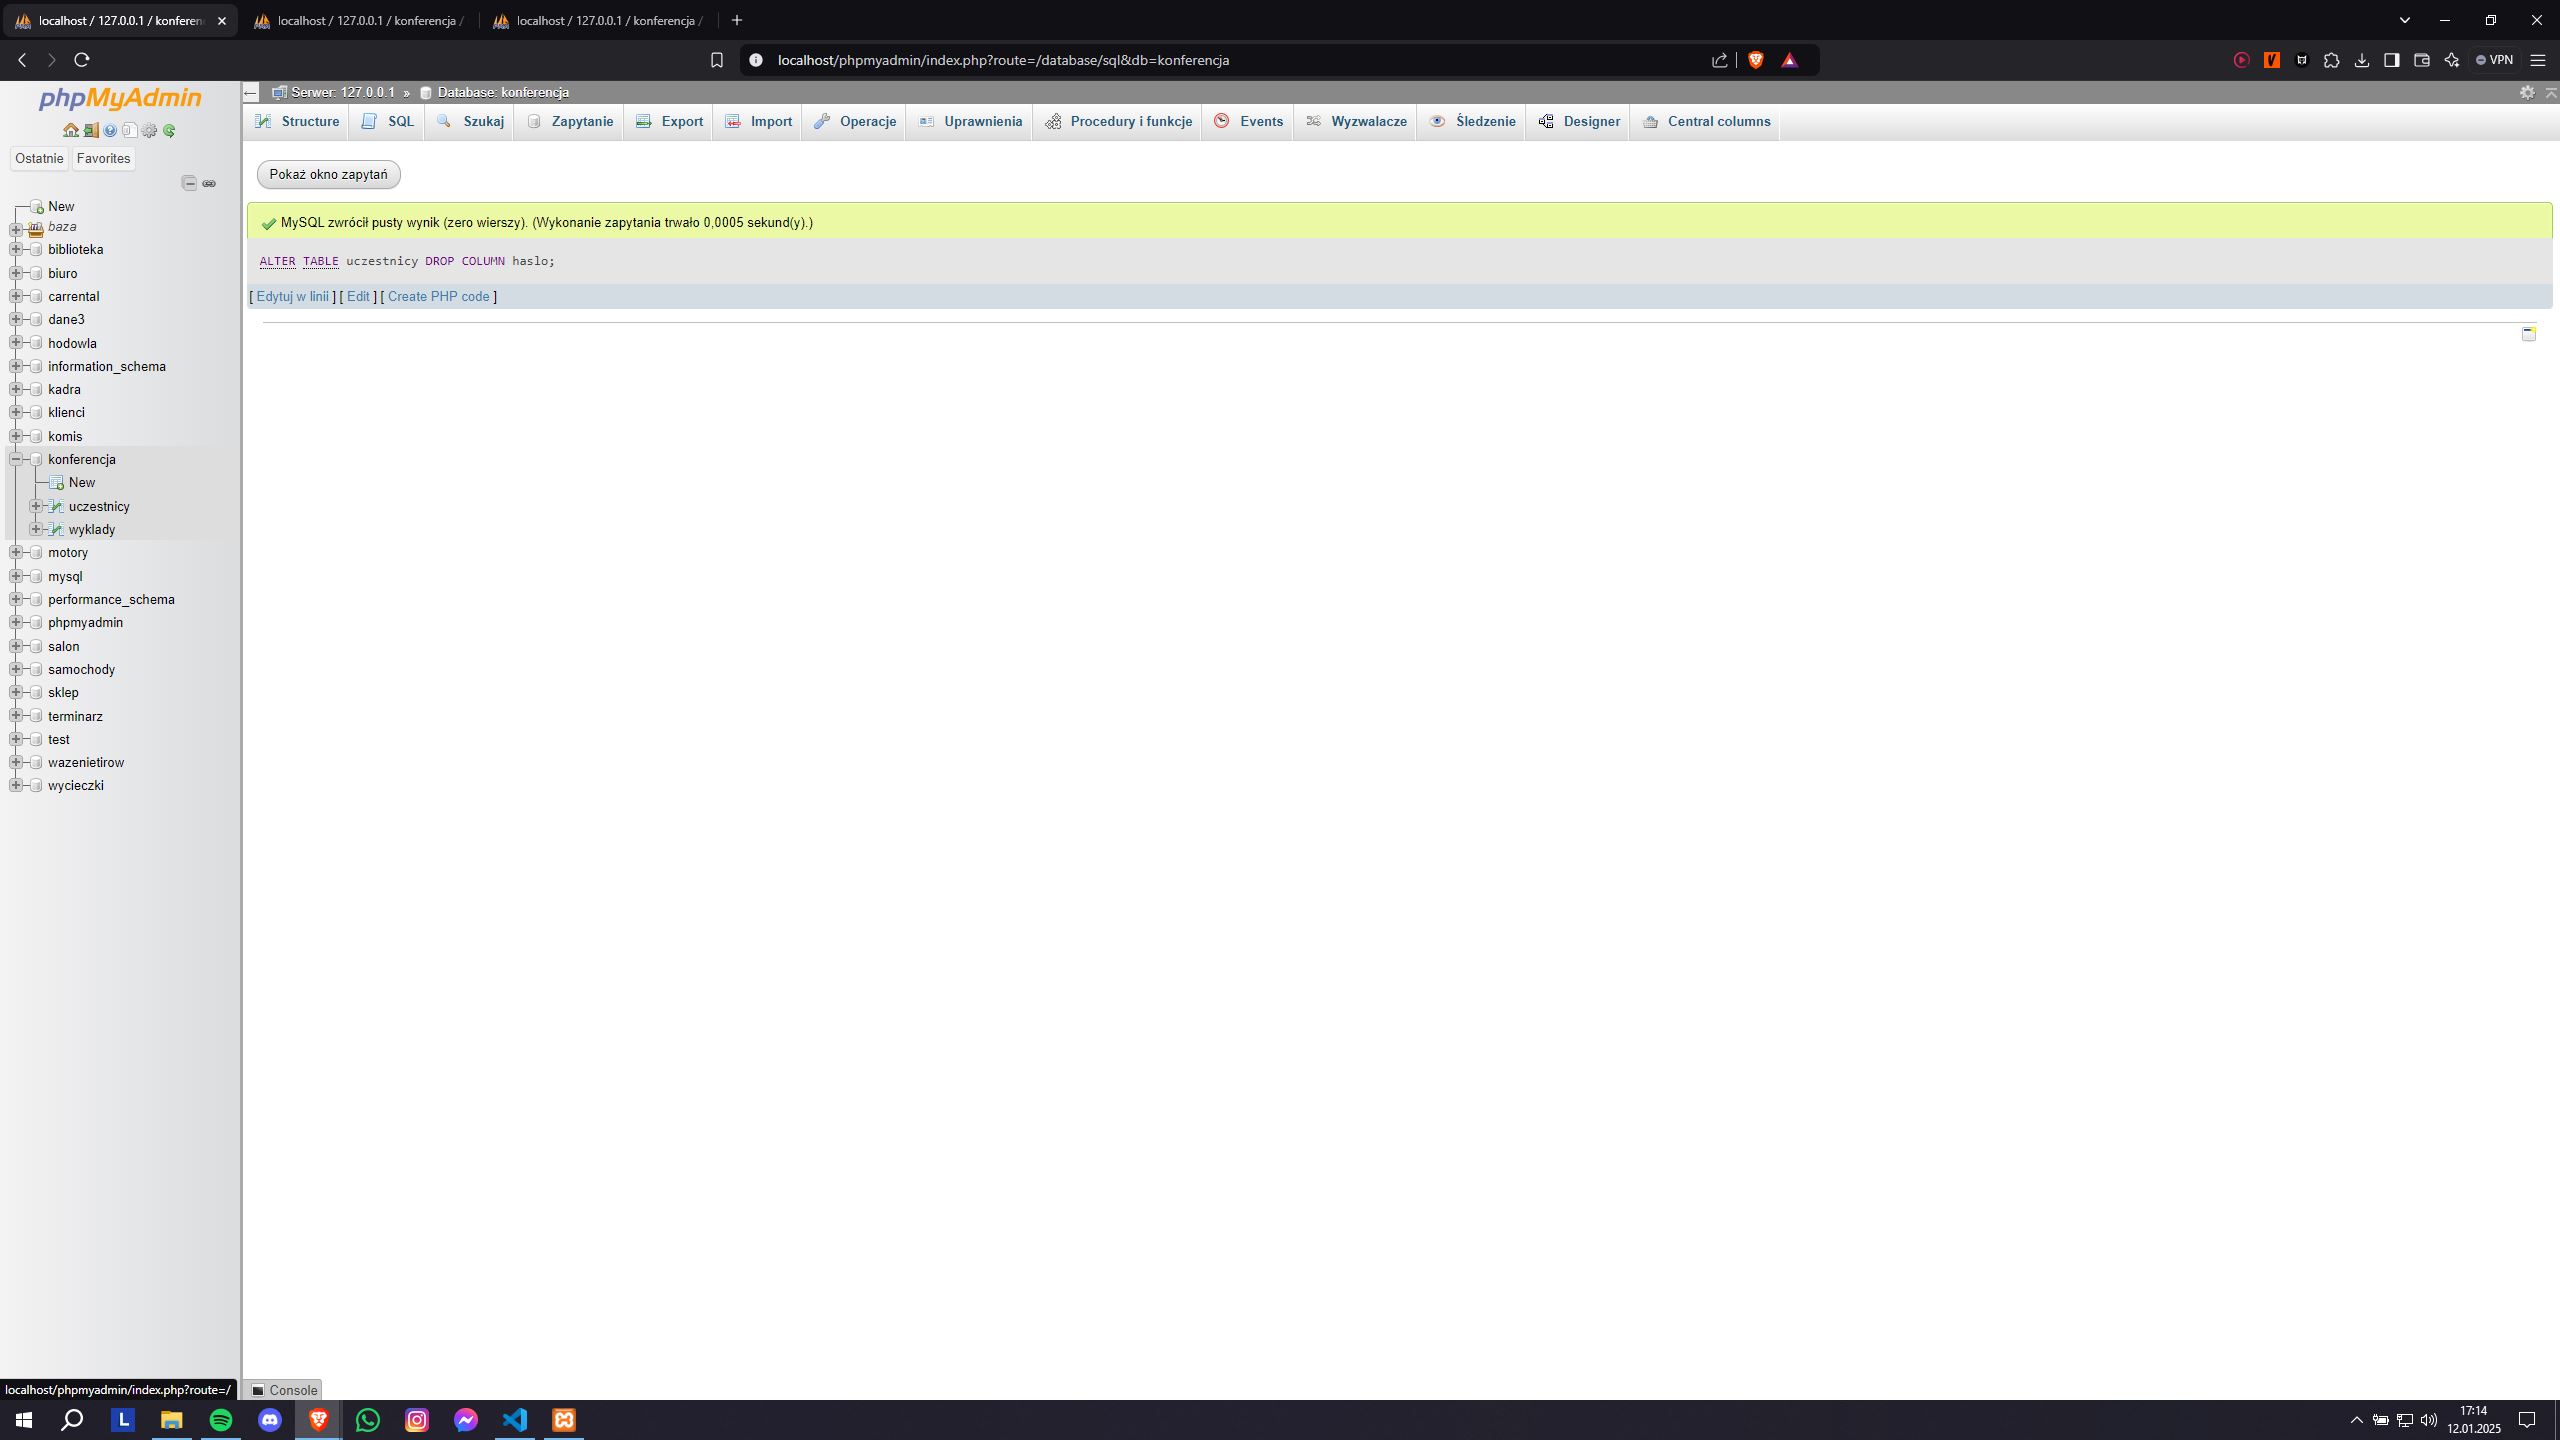 localhost / 127.0.0.1 / konferen
localhost / 127.0.0.1 / konferencja /
localhost / 127.0.0.1 / konferencja /
localhost/phpmyadmin/index.php?route=/database/sql&db=konferencja
VPN
phpMyAdmin
Ostatnie
Favorites
New
baza
biblioteka
biuro
carrental
dane3
hodowla
information_schema
kadra
klienci
komis
konferencja
New
uczestnicy
wyklady
motory
mysql
performance_schema
phpmyadmin
salon
samochody
sklep
terminarz
test
wazenietirow
wycieczki
← Serwer: 127.0.0.1 » Database: konferencja
Structure
SQL
Szukaj
Zapytanie
Export
Import
Operacje
Uprawnienia
Procedury i funkcje
Events
Wyzwalacze
Śledzenie
Designer
Central columns
Pokaż okno zapytań
MySQL zwrócił pusty wynik (zero wierszy). (Wykonanie zapytania trwało 0,0005 sekund(y).)
ALTER TABLE uczestnicy DROP COLUMN haslo;
[ Edytuj w linii ] [ Edit ] [ Create PHP code ]
localhost/phpmyadmin/index.php?route=/
Console
L
17:14
12.01.2025